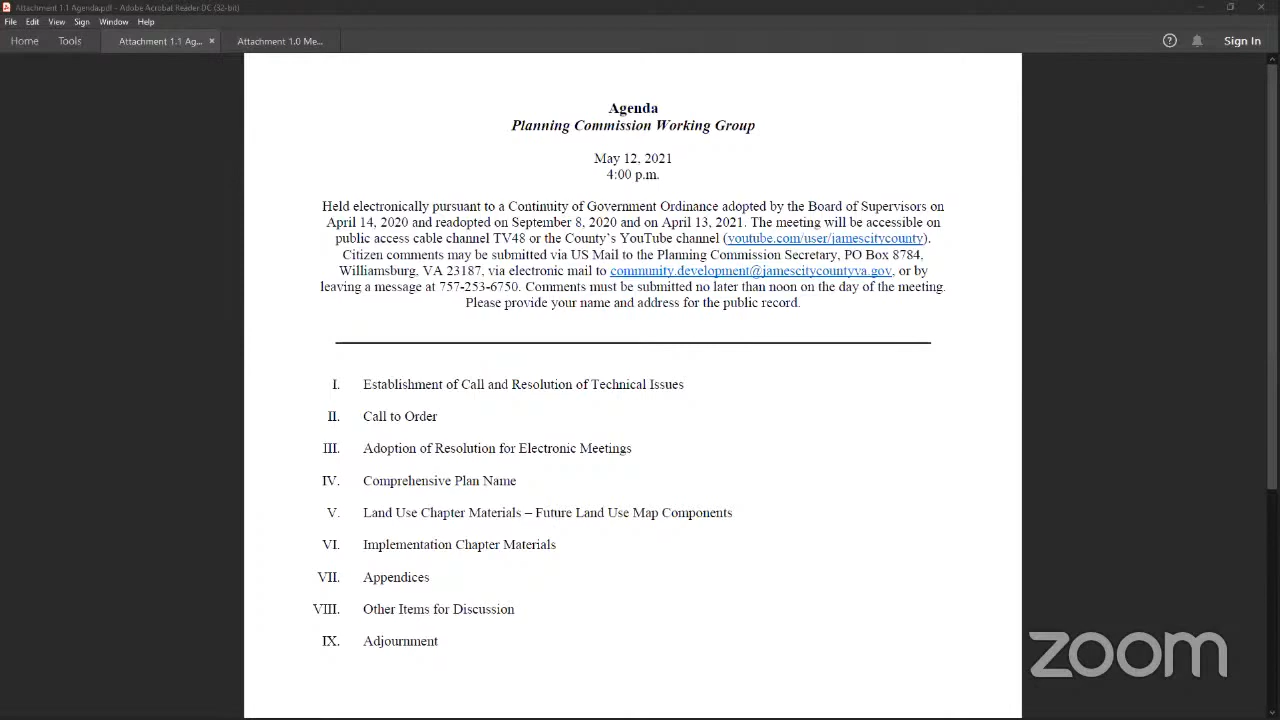 Attachment 1.1 Agenda.pdf - Adobe Acrobat Reader DC (32-bit)
File Edit View Sign Window Help
Home Tools Attachment 1.1 Ag... × Attachment 1.0 Me... Sign In
Agenda
Planning Commission Working Group
May 12, 2021
4:00 p.m.
Held electronically pursuant to a Continuity of Government Ordinance adopted by the Board of Supervisors on
April 14, 2020 and readopted on September 8, 2020 and on April 13, 2021. The meeting will be accessible on
public access cable channel TV48 or the County's YouTube channel (youtube.com/user/jamescitycounty).
Citizen comments may be submitted via US Mail to the Planning Commission Secretary, PO Box 8784,
Williamsburg, VA 23187, via electronic mail to community.development@jamescitycountyva.gov, or by
leaving a message at 757-253-6750. Comments must be submitted no later than noon on the day of the meeting.
Please provide your name and address for the public record.
I. Establishment of Call and Resolution of Technical Issues
II. Call to Order
III. Adoption of Resolution for Electronic Meetings
IV. Comprehensive Plan Name
V. Land Use Chapter Materials – Future Land Use Map Components
VI. Implementation Chapter Materials
VII. Appendices
VIII. Other Items for Discussion
IX. Adjournment
zoom